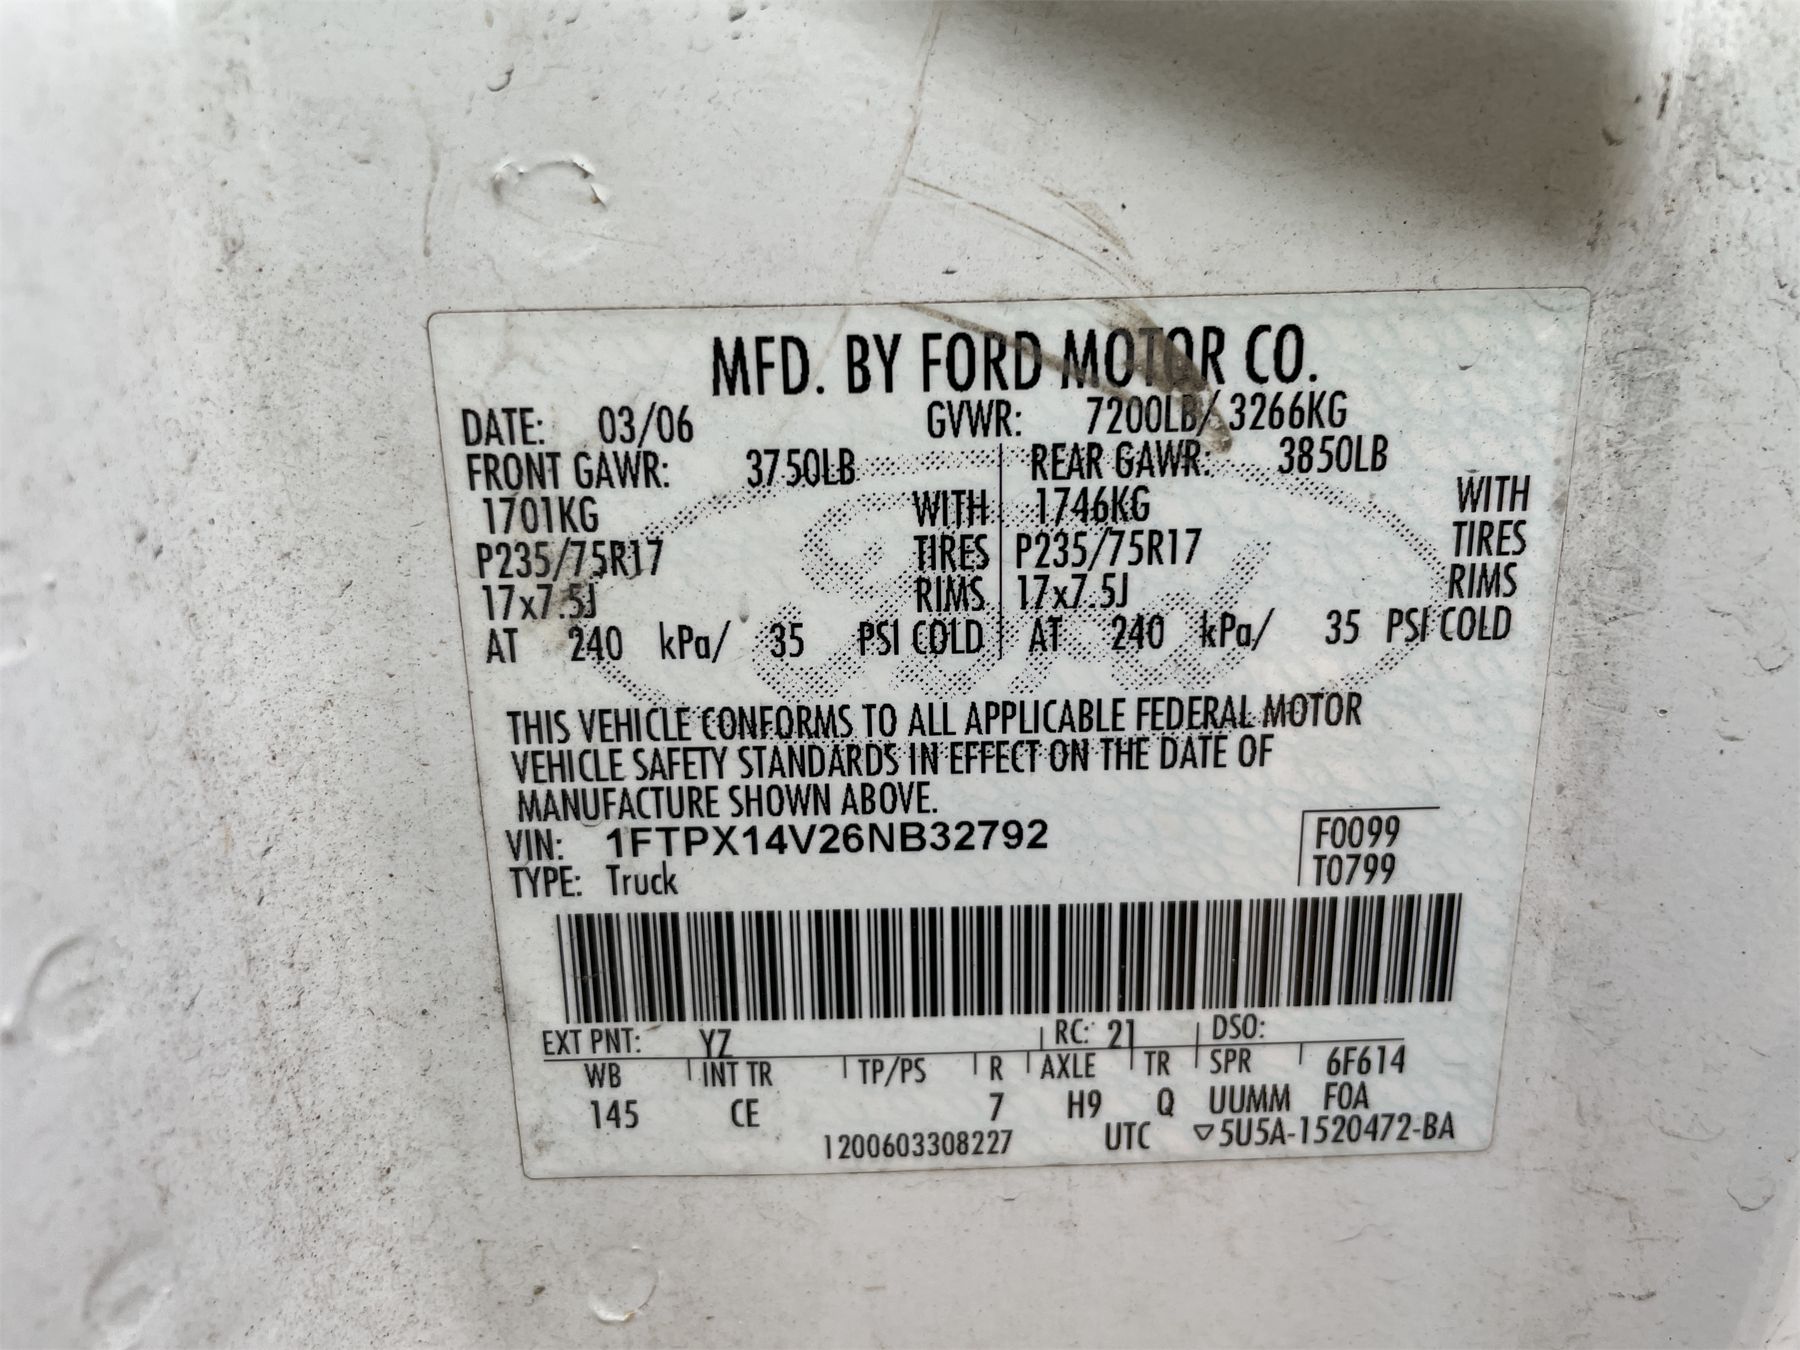 MFD. BY FORD MOTOR CO.
DATE: 03/06 GVWR: 7200LB/ 3266KG
FRONT GAWR: 3750LB REAR GAWR: 3850LB
1701KG WITH 1746KG WITH
P235/75R17 TIRES P235/75R17 TIRES
17x7.5J RIMS 17x7.5J RIMS
AT 240 kPa/ 35 PSI COLD AT 240 kPa/ 35 PSI COLD
THIS VEHICLE CONFORMS TO ALL APPLICABLE FEDERAL MOTOR
VEHICLE SAFETY STANDARDS IN EFFECT ON THE DATE OF
MANUFACTURE SHOWN ABOVE.
VIN: 1FTPX14V26NB32792 F0099
TYPE: Truck T0799
EXT PNT: YZ RC: 21 DSO:
WB INT TR TP/PS R AXLE TR SPR 6F614
145 CE 7 H9 Q UUMM FOA
1200603308227 UTC ▽5U5A-1520472-BA